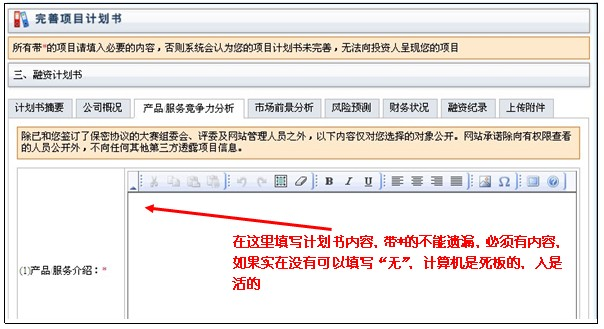 完善项目计划书
所有带*的项目请填入必要的内容，否则系统会认为您的项目计划书未完善，无法向投资人呈现您的项目
三、融资计划书
计划书摘要 公司概况 产品服务竞争力分析 市场前景分析 风险预测 财务状况 融资纪录 上传附件
除已和您签订了保密协议的大赛组委会、评委及网站管理人员之外，以下内容仅对您选择的对象公开。网站承诺除向有权限查看
的人员公开外，不向任何其他第三方透露项目信息。
B I U
在这里填写计划书内容，带*的不能遗漏，必须有内容，
如果实在没有可以填写“无”，计算机是死板的，人是
活的
(1)产品服务介绍：*